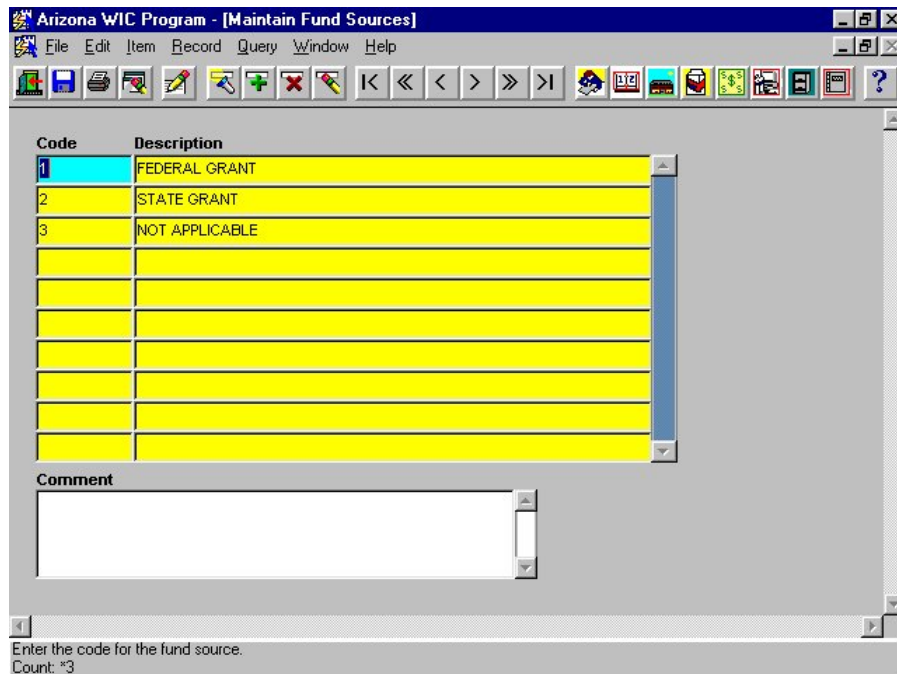 Arizona WIC Program - [Maintain Fund Sources]
File Edit Item Record Query Window Help
Code Description
1 FEDERAL GRANT
2 STATE GRANT
3 NOT APPLICABLE
Comment
Enter the code for the fund source.
Count: *3